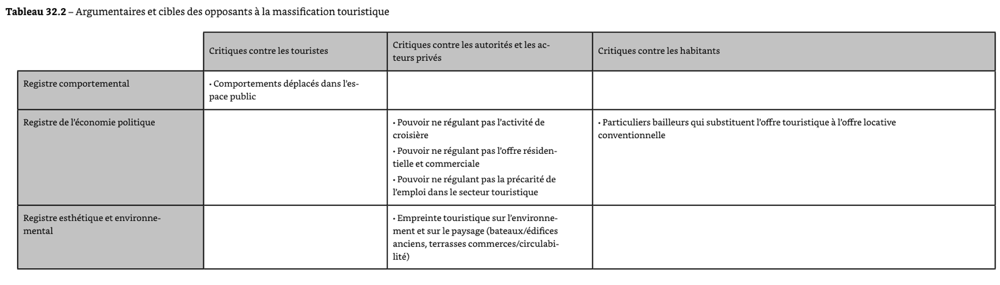 Tableau 32.2 – Argumentaires et cibles des opposants à la massification touristique
Critiques contre les touristes
Critiques contre les autorités et les ac-
teurs privés
Critiques contre les habitants
Registre comportemental
• Comportements déplacés dans l'es-
pace public
Registre de l'économie politique
• Pouvoir ne régulant pas l'activité de
croisière
• Pouvoir ne régulant pas l'offre résiden-
tielle et commerciale
• Pouvoir ne régulant pas la précarité de
l'emploi dans le secteur touristique
• Particuliers bailleurs qui substituent l'offre touristique à l'offre locative
conventionnelle
Registre esthétique et environne-
mental
• Empreinte touristique sur l'environne-
ment et sur le paysage (bateaux/édifices
anciens, terrasses commerces/circulabi-
lité)